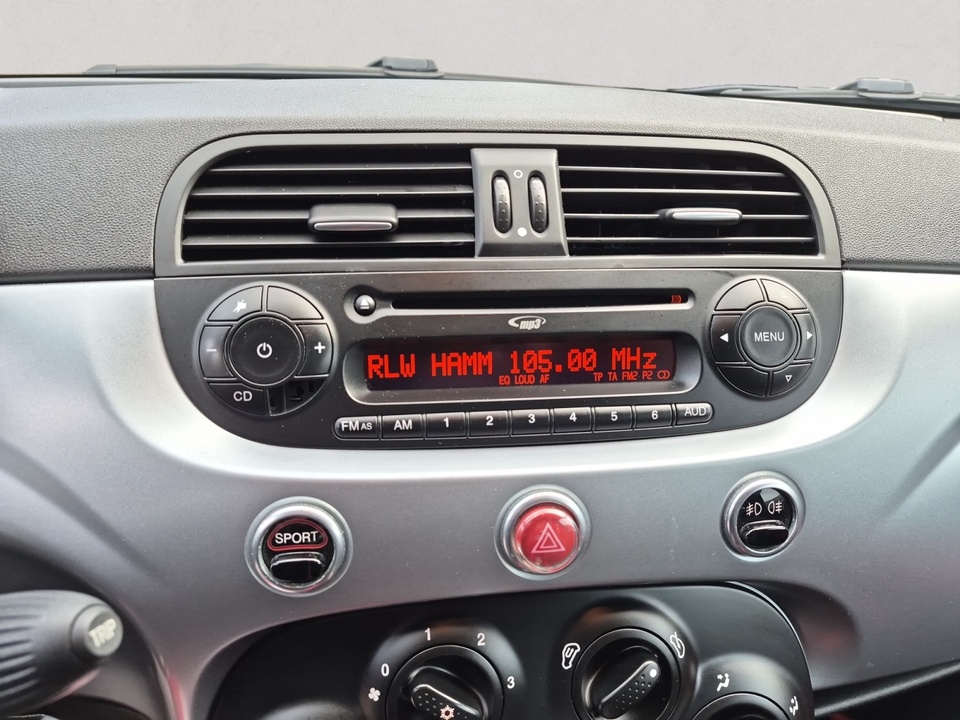 mp3
RLW HAMM 105.00 MHz
EQ LOUD AF TP TA FM2 P2
MENU
CD
FM AS AM 1 2 3 4 5 6 AUD
SPORT
TRIP
0 1 2 3